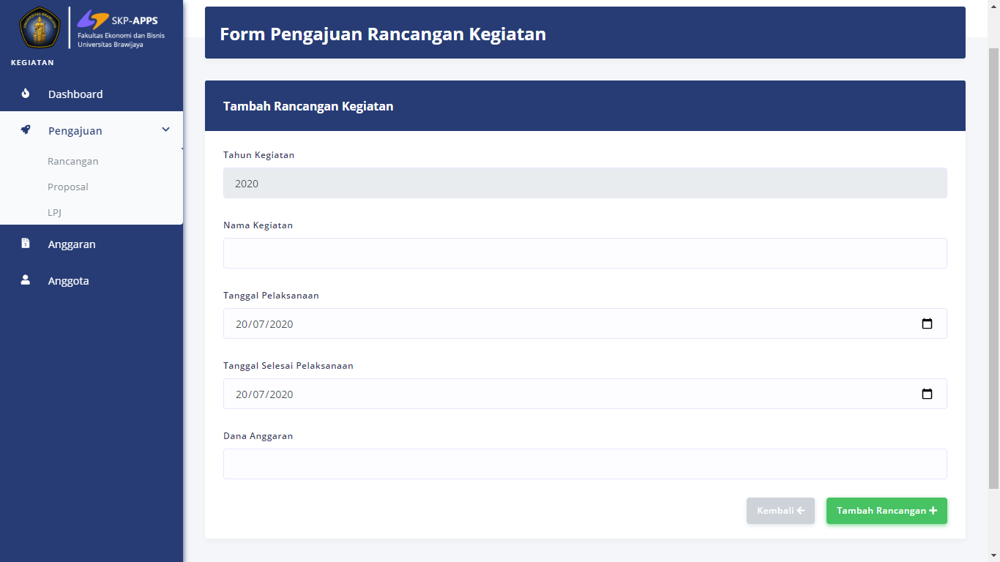 UNIVERSITAS BRAWIJAYA
SKP-APPS
Fakultas Ekonomi dan Bisnis
Universitas Brawijaya
KEGIATAN
Dashboard
Pengajuan
Rancangan
Proposal
LPJ
Anggaran
Anggota
Form Pengajuan Rancangan Kegiatan
Tambah Rancangan Kegiatan
Tahun Kegiatan
2020
Nama Kegiatan
Tanggal Pelaksanaan
20/07/2020
Tanggal Selesai Pelaksanaan
20/07/2020
Dana Anggaran
Kembali
Tambah Rancangan